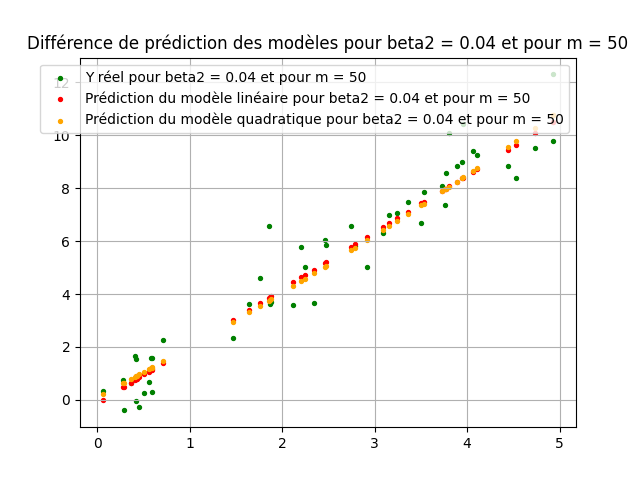 Différence de prédiction des modèles pour beta2 = 0.04 et pour m = 50
Y réel pour beta2 = 0.04 et pour m = 50
Prédiction du modèle linéaire pour beta2 = 0.04 et pour m = 50
Prédiction du modèle quadratique pour beta2 = 0.04 et pour m = 50
12
10
8
6
4
2
0
0 1 2 3 4 5